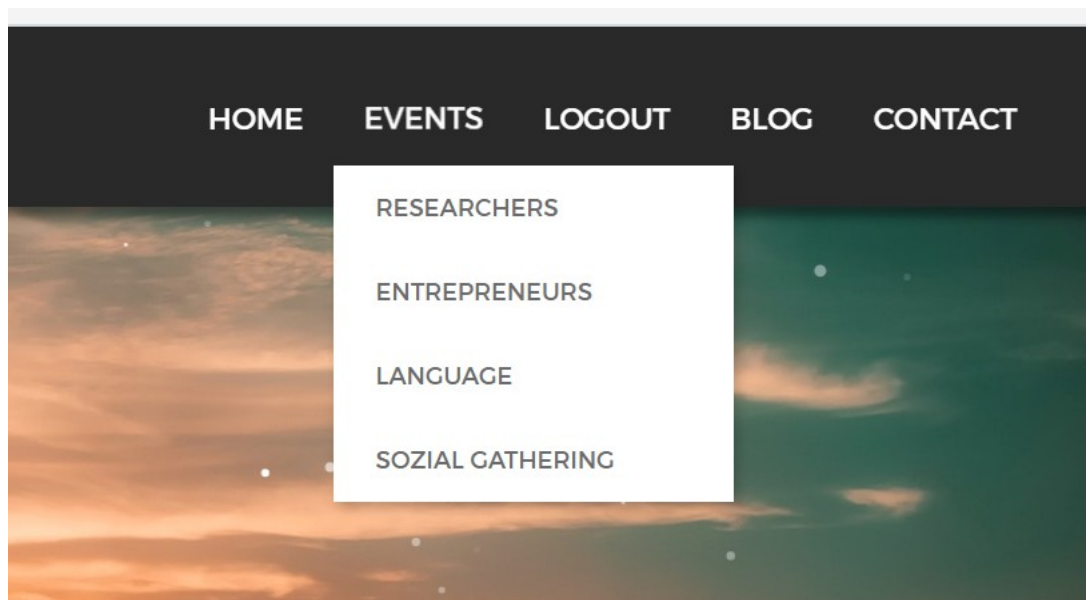 HOME EVENTS LOGOUT BLOG CONTACT
RESEARCHERS
ENTREPRENEURS
LANGUAGE
SOZIAL GATHERING